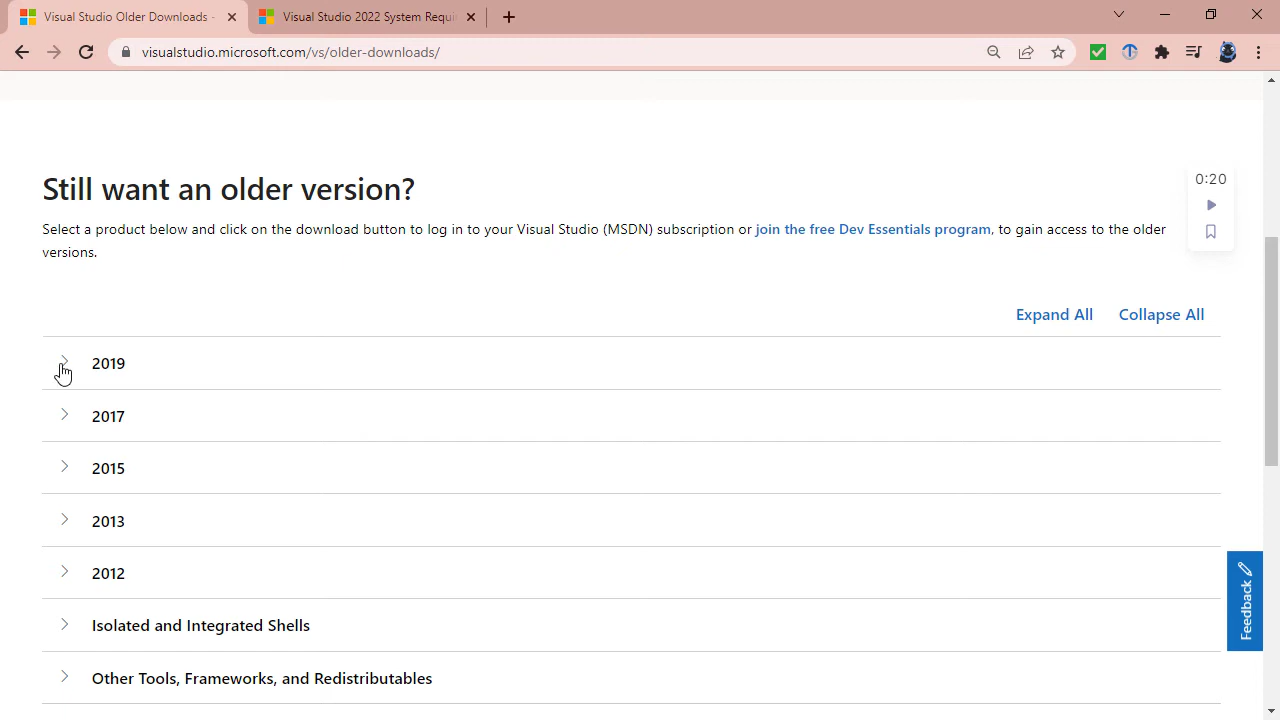 Visual Studio Older Downloads -
Visual Studio 2022 System Requi
visualstudio.microsoft.com/vs/older-downloads/
Still want an older version?
0:20
Select a product below and click on the download button to log in to your Visual Studio (MSDN) subscription or join the free Dev Essentials program, to gain access to the older
versions.
Expand All Collapse All
2019
2017
2015
2013
2012
Feedback
Isolated and Integrated Shells
Other Tools, Frameworks, and Redistributables